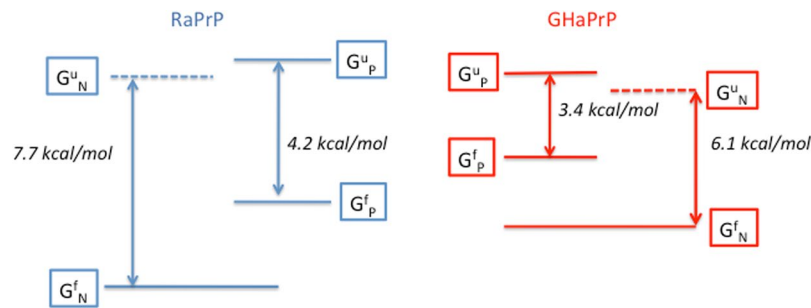 RaPrP
GHaPrP
GᵘN
GᵘP
7.7 kcal/mol
4.2 kcal/mol
GᶠP
GᶠN
GᵘP
GᵘN
3.4 kcal/mol
GᶠP
6.1 kcal/mol
GᶠN